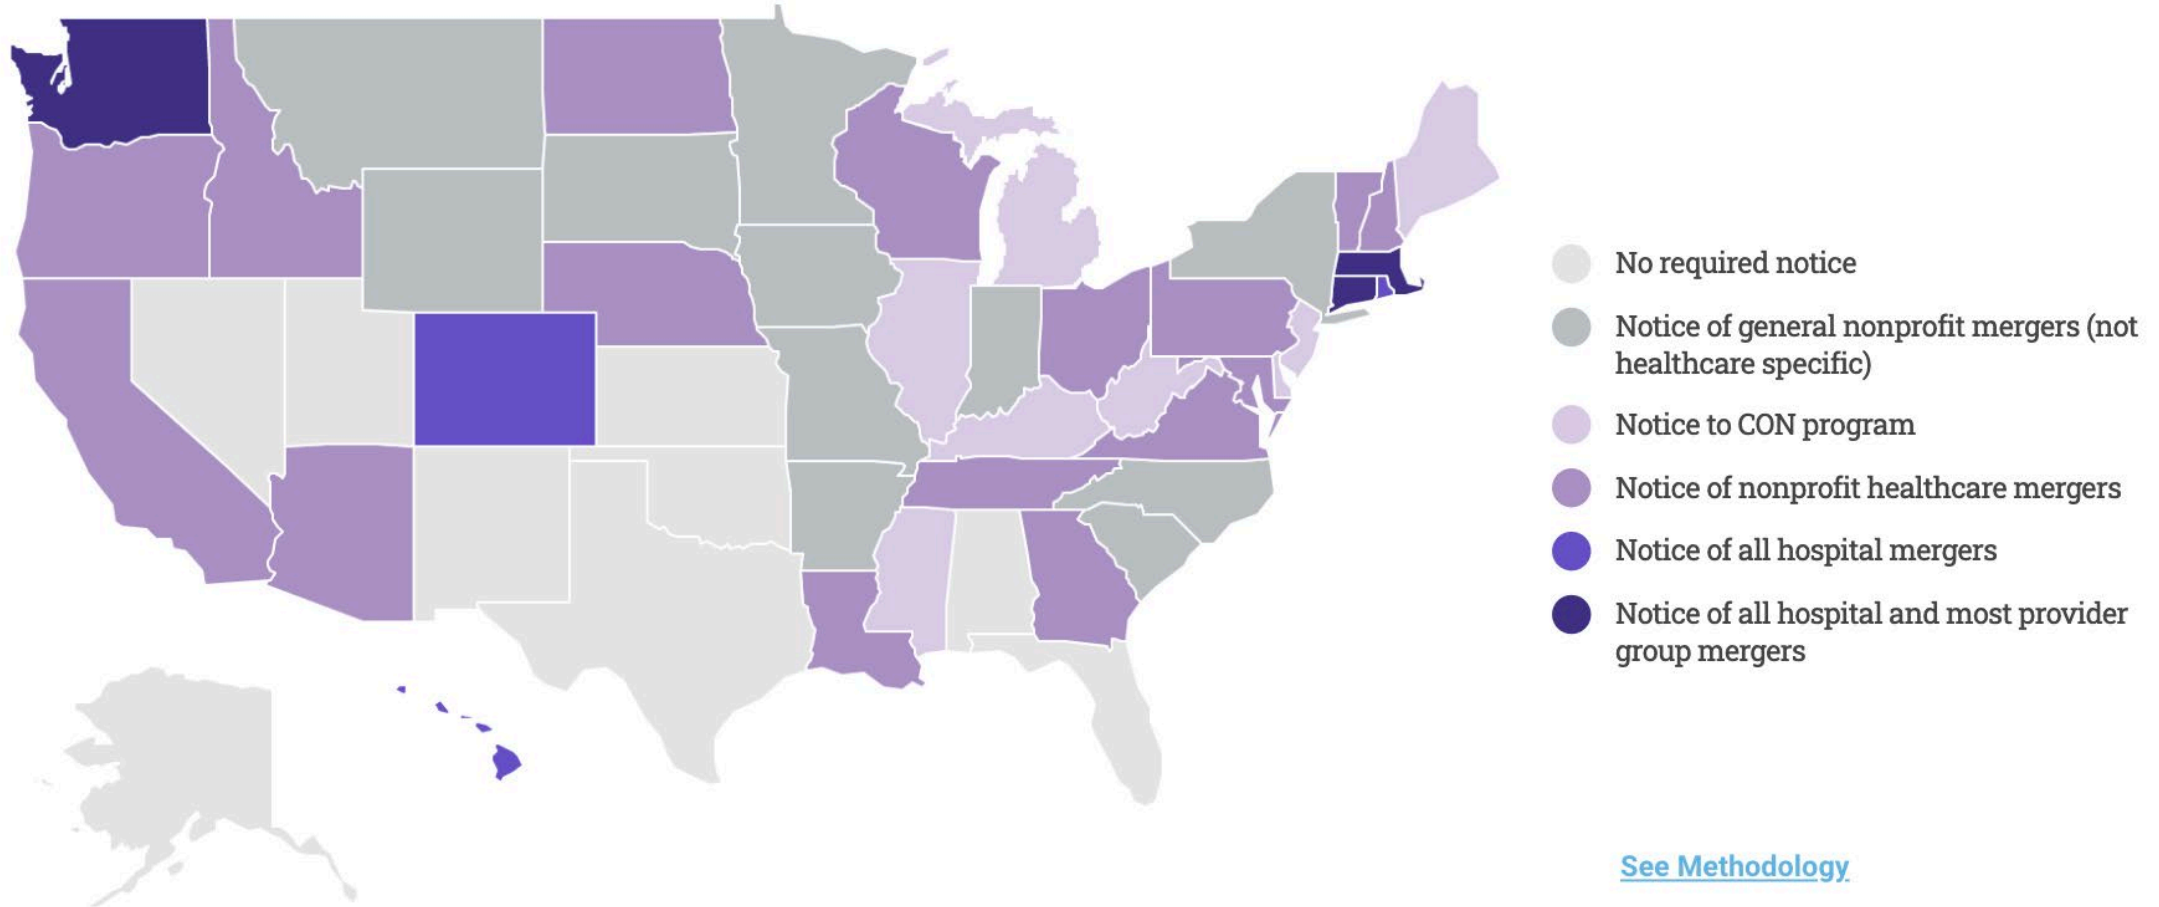 No required notice
Notice of general nonprofit mergers (not
healthcare specific)
Notice to CON program
Notice of nonprofit healthcare mergers
Notice of all hospital mergers
Notice of all hospital and most provider
group mergers
See Methodology